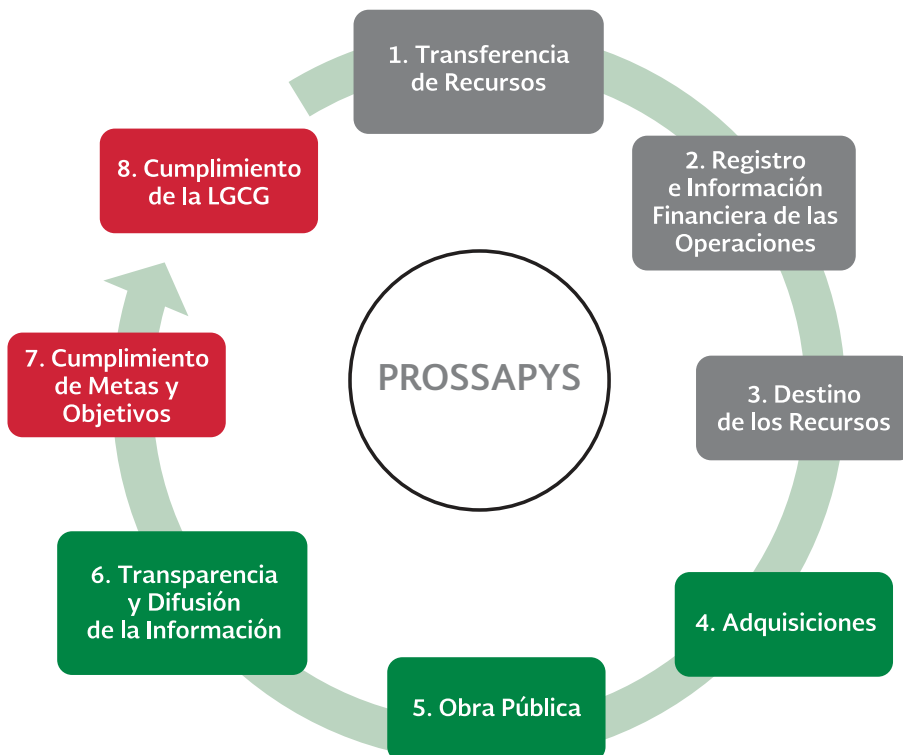 1. Transferencia
de Recursos
2. Registro
e Información
Financiera de las
Operaciones
3. Destino
de los Recursos
4. Adquisiciones
5. Obra Pública
6. Transparencia
y Difusión
de la Información
7. Cumplimiento
de Metas y
Objetivos
8. Cumplimiento
de la LGCG
PROSSAPYS